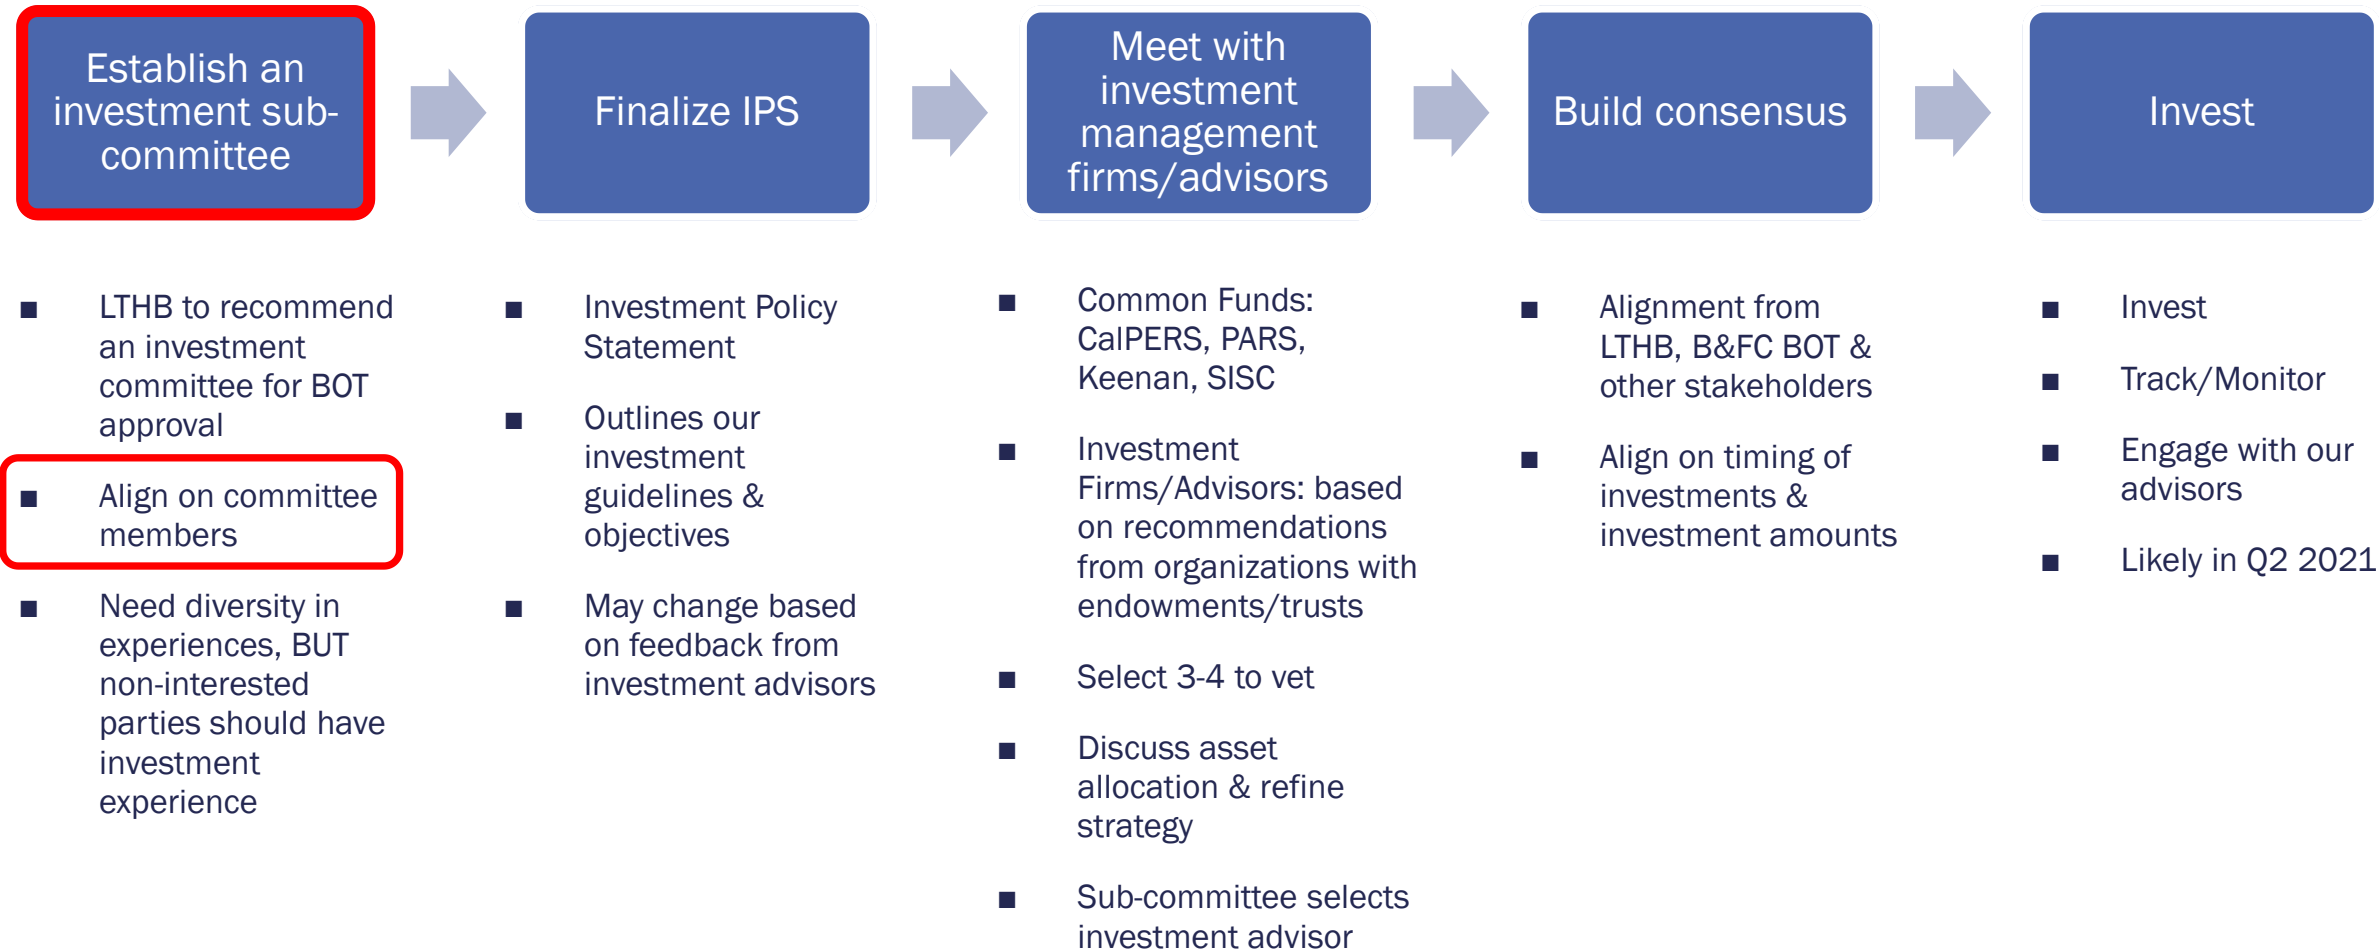 Establish an
investment sub-
committee
Finalize IPS
Meet with
investment
management
firms/advisors
Build consensus
Invest
■ LTHB to recommend
an investment
committee for BOT
approval
■ Align on committee
members
■ Need diversity in
experiences, BUT
non-interested
parties should have
investment
experience
■ Investment Policy
Statement
■ Outlines our
investment
guidelines &
objectives
■ May change based
on feedback from
investment advisors
■ Common Funds:
CalPERS, PARS,
Keenan, SISC
■ Investment
Firms/Advisors: based
on recommendations
from organizations with
endowments/trusts
■ Select 3-4 to vet
■ Discuss asset
allocation & refine
strategy
■ Sub-committee selects
investment advisor
■ Alignment from
LTHB, B&FC BOT &
other stakeholders
■ Align on timing of
investments &
investment amounts
■ Invest
■ Track/Monitor
■ Engage with our
advisors
■ Likely in Q2 2021